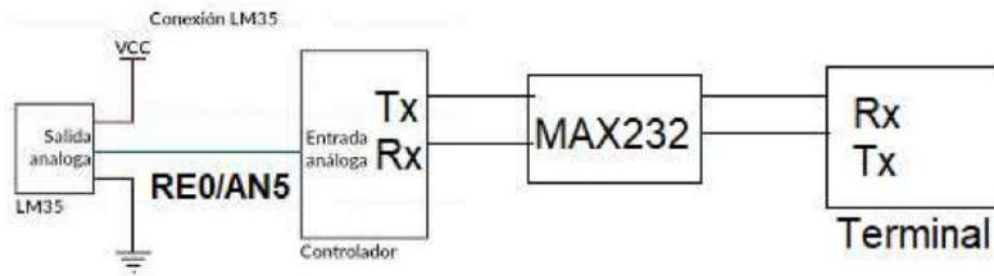 Conexión LM35
VCC
Salida
analoga
LM35
RE0/AN5
Entrada
análoga
Tx
Rx
Controlador
MAX232
Rx
Tx
Terminal